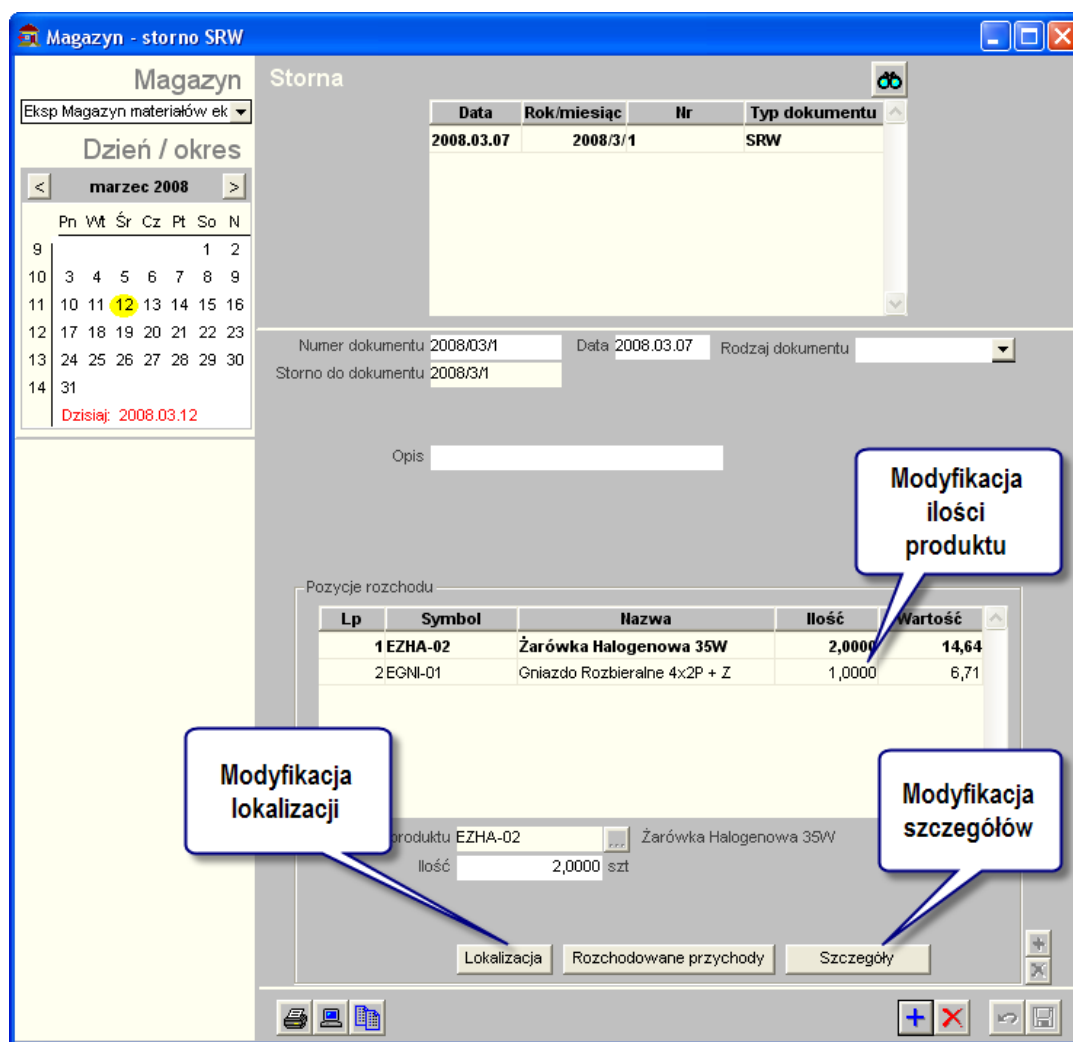 Magazyn - storno SRW
Magazyn
Eksp Magazyn materiałów ek
Dzień / okres
< marzec 2008 >
Pn Wt Śr Cz Pt So N
9 1 2
10 3 4 5 6 7 8 9
11 10 11 12 13 14 15 16
12 17 18 19 20 21 22 23
13 24 25 26 27 28 29 30
14 31
Dzisiaj: 2008.03.12
Storna
Data Rok/miesiąc Nr Typ dokumentu
2008.03.07 2008/3/1 SRW
Numer dokumentu 2008/03/1 Data 2008.03.07 Rodzaj dokumentu
Storno do dokumentu 2008/3/1
Opis
Modyfikacja
ilości
produktu
Pozycje rozchodu
Lp Symbol Nazwa Ilość Wartość
1 EZHA-02 Żarówka Halogenowa 35W 2,0000 14,64
2 EGNI-01 Gniazdo Rozbieralne 4x2P + Z 1,0000 6,71
Modyfikacja
lokalizacji
Modyfikacja
szczegółów
produktu EZHA-02 ... Żarówka Halogenowa 35W
Ilość 2,0000 szt
Lokalizacja Rozchodowane przychody Szczegóły